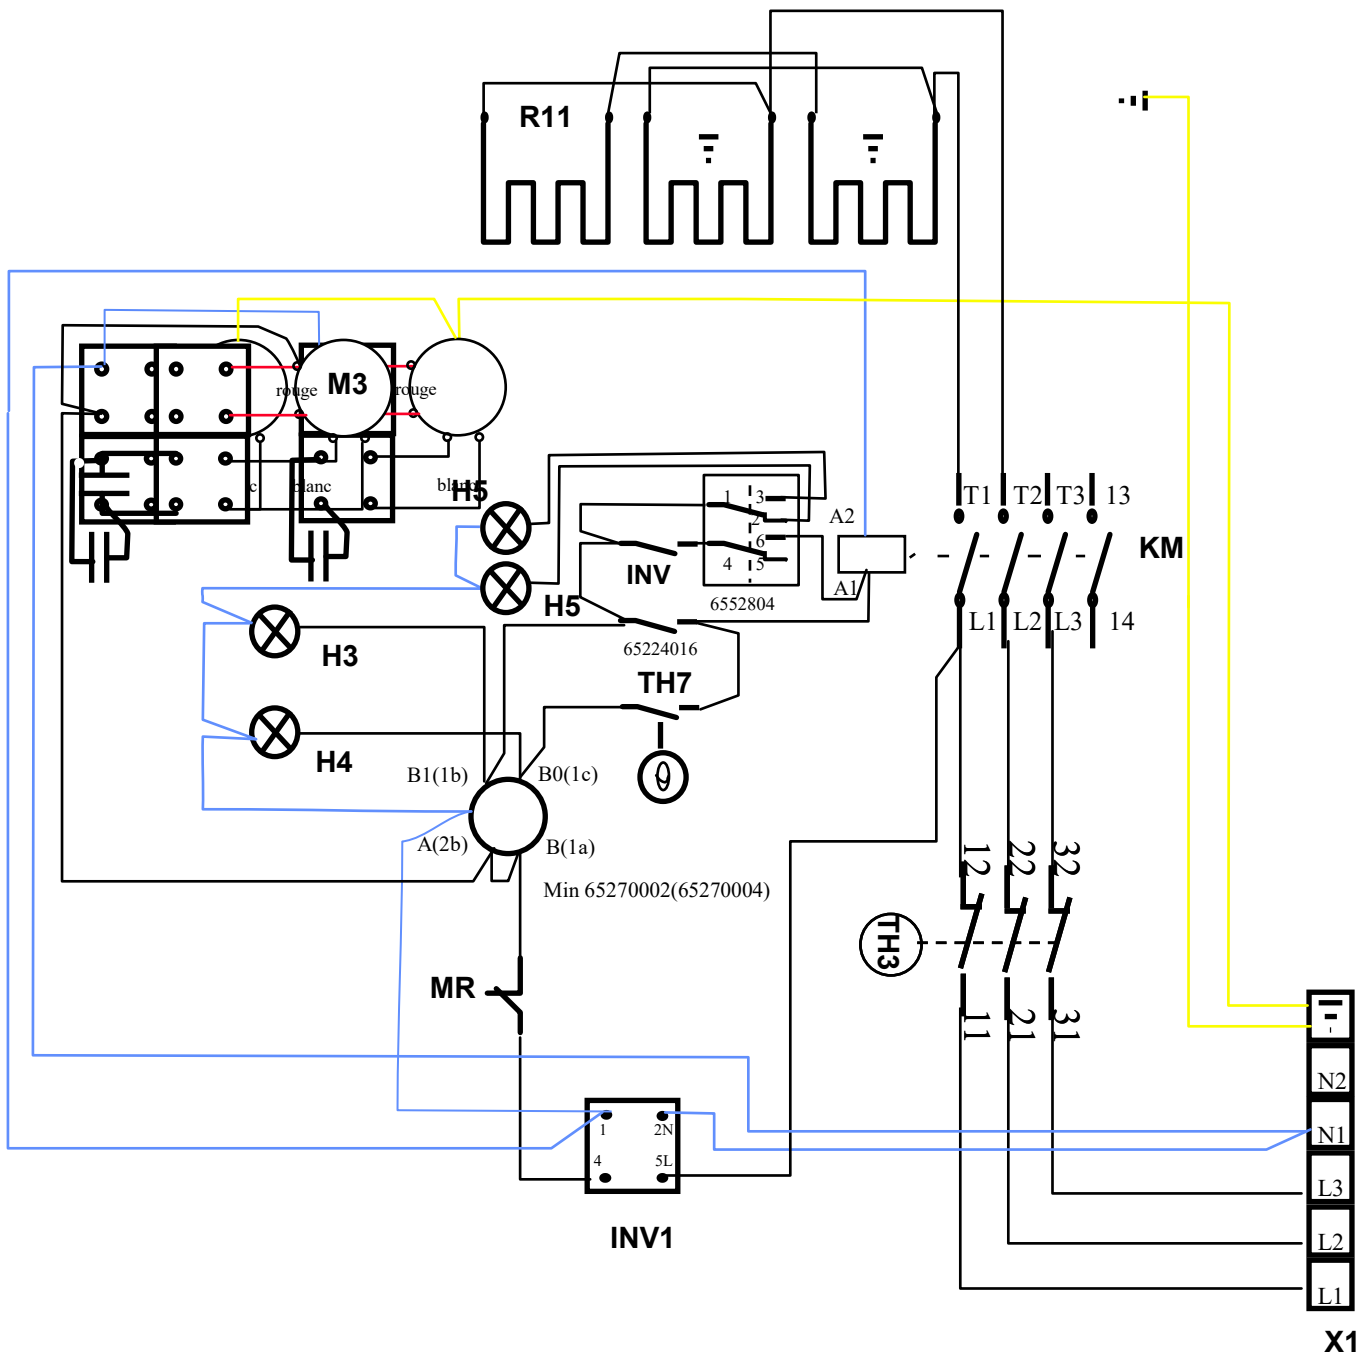 R11
M3
rouge
rouge
c
blanc
blanc
H5
1
3
2
6
4
5
A2
T1
T2
T3
13
KM
INV
A1
H5
6552804
L1
L2
L3
14
H3
65224016
TH7
H4
B1(1b)
B0(1c)
A(2b)
B(1a)
Min 65270002(65270004)
12
22
32
TH3
MR
11
21
31
N2
1
2N
N1
4
5L
L3
INV1
L2
L1
X1